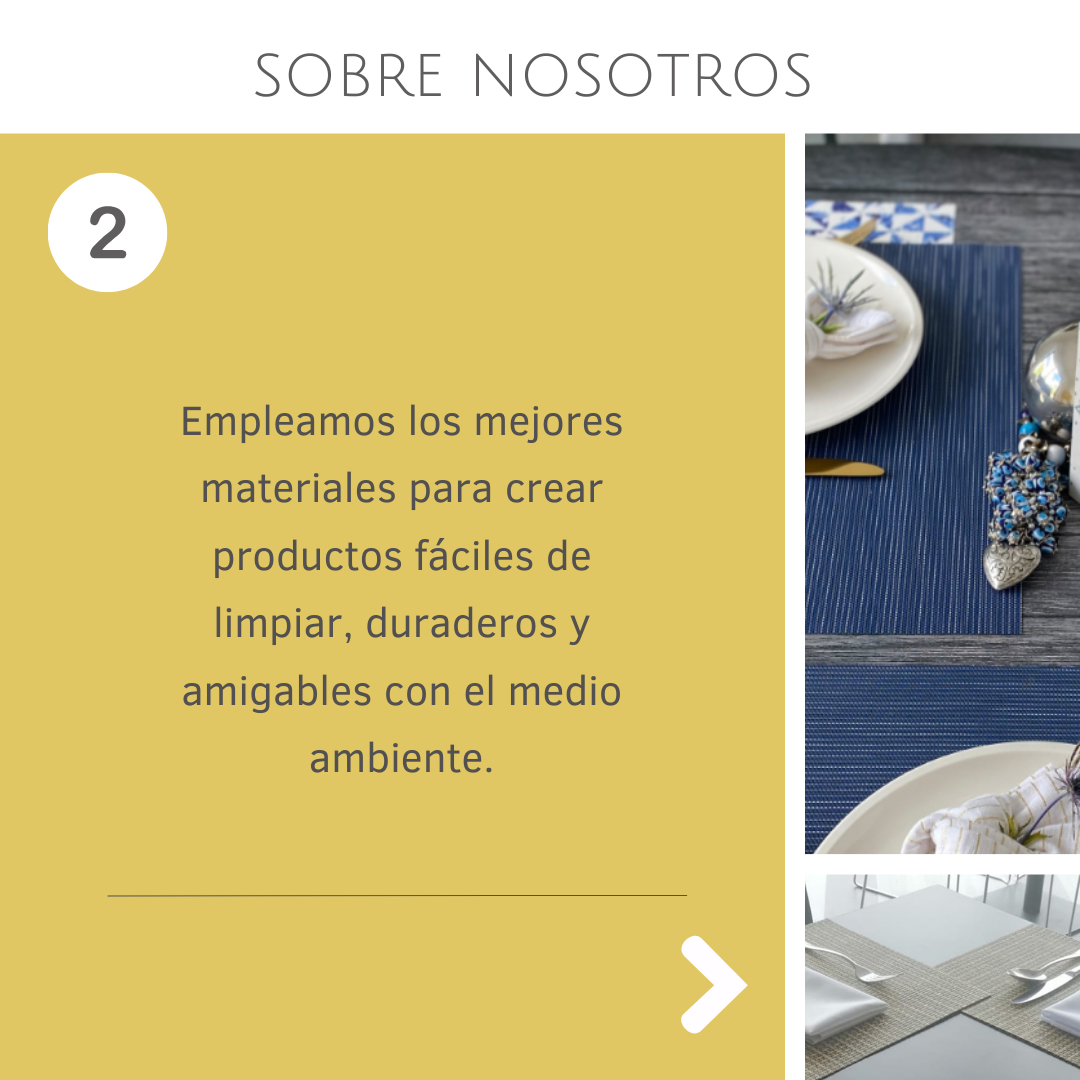 SOBRE NOSOTROS
2
Empleamos los mejores
materiales para crear
productos fáciles de
limpiar, duraderos y
amigables con el medio
ambiente.